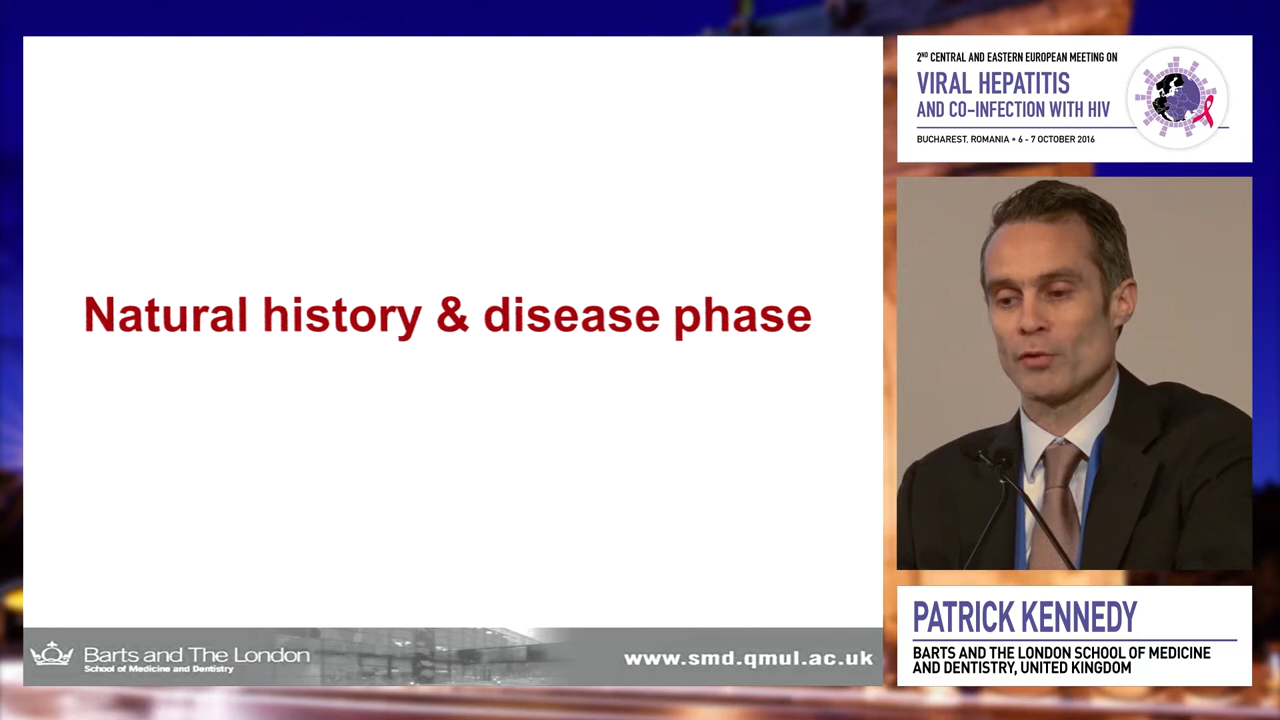 Natural history & disease phase
Barts and The London
School of Medicine and Dentistry
www.smd.qmul.ac.uk
2ND CENTRAL AND EASTERN EUROPEAN MEETING ON
VIRAL HEPATITIS
AND CO-INFECTION WITH HIV
BUCHAREST, ROMANIA • 6 - 7 OCTOBER 2016
PATRICK KENNEDY
BARTS AND THE LONDON SCHOOL OF MEDICINE
AND DENTISTRY, UNITED KINGDOM